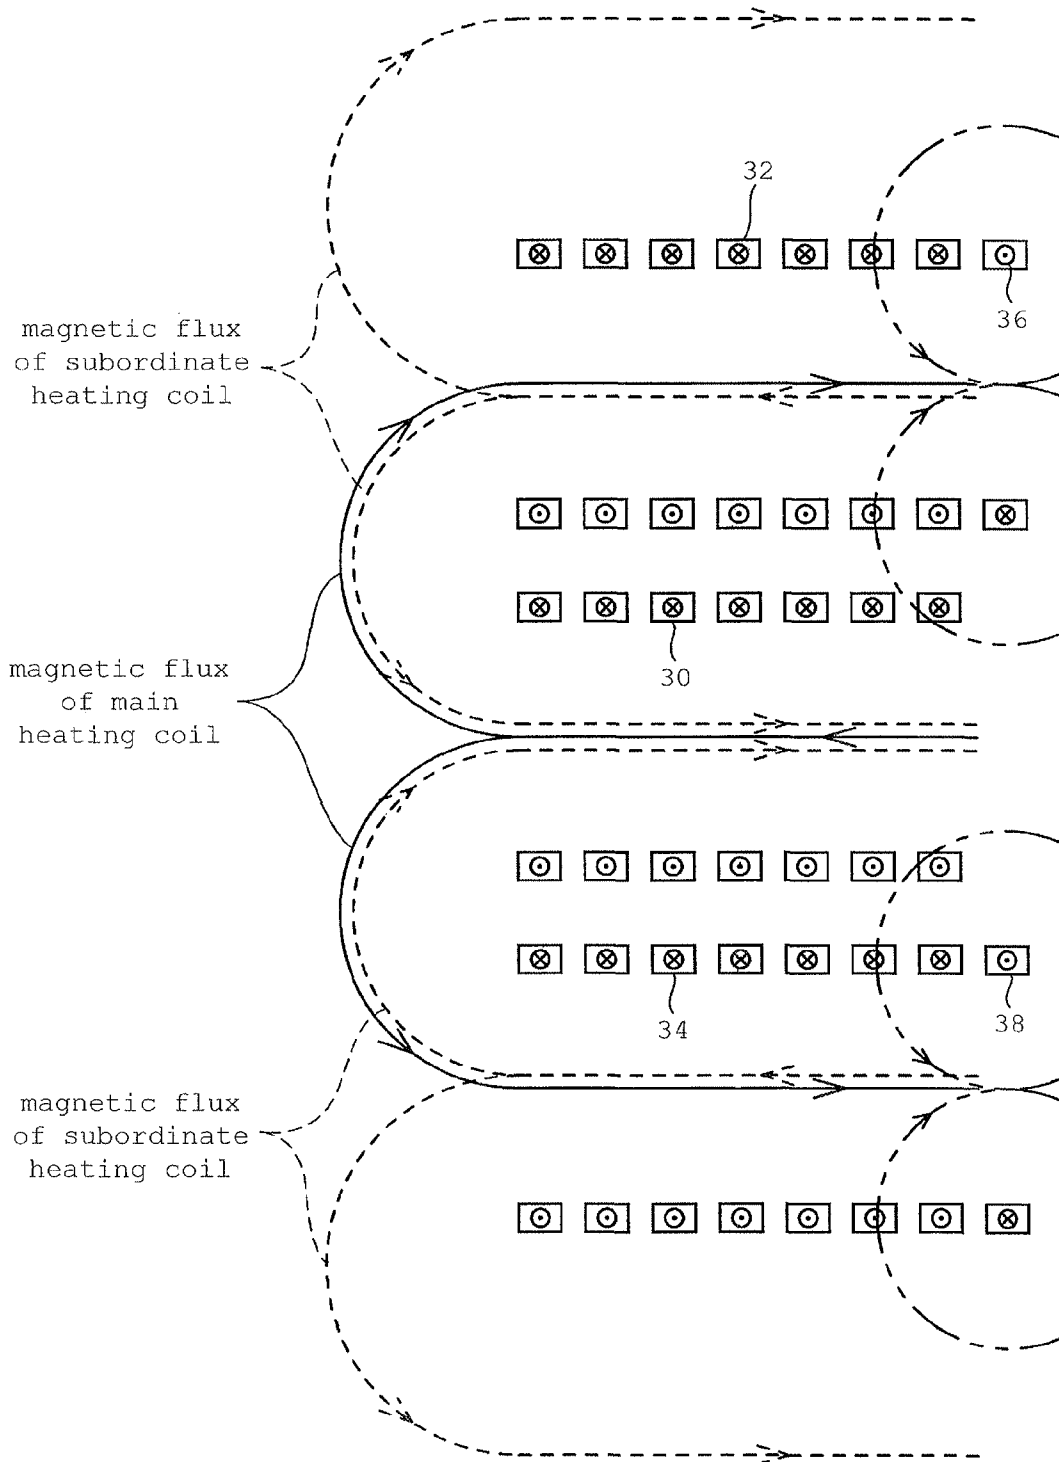 32
36
magnetic flux
of subordinate
heating coil
30
magnetic flux
of main
heating coil
34
38
magnetic flux
of subordinate
heating coil